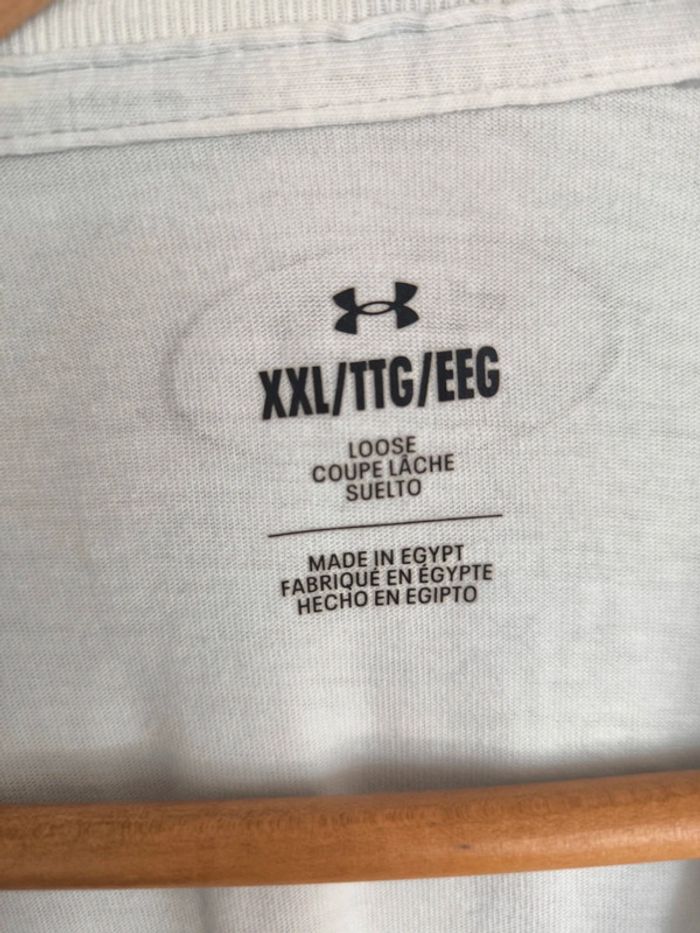 XXL/TTG/EEG
LOOSE
COUPE LÂCHE
SUELTO
MADE IN EGYPT
FABRIQUÉ EN ÉGYPTE
HECHO EN EGIPTO